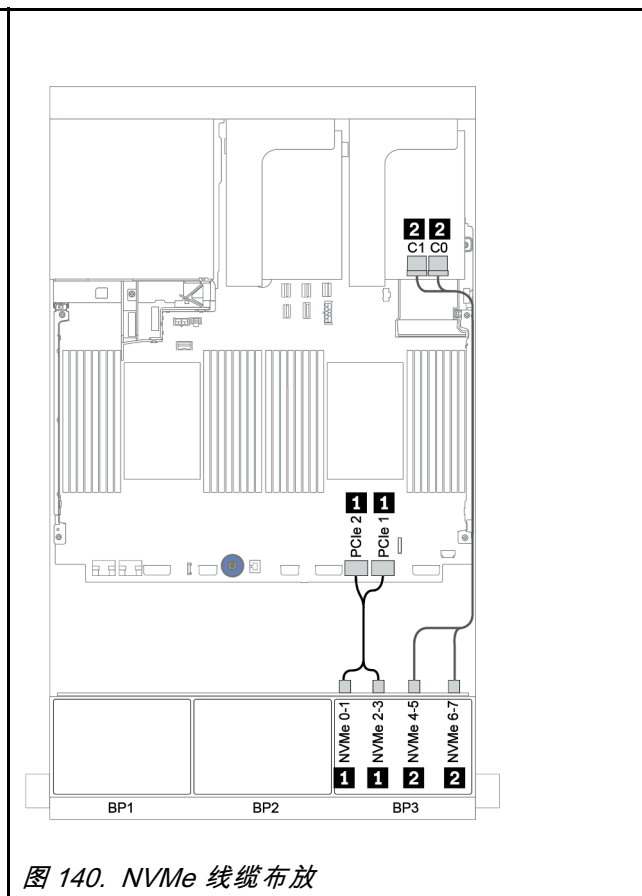 2 2
C1 C0
1 1
PCIe 2
PCIe 1
NVMe 0-1
NVMe 2-3
NVMe 4-5
NVMe 6-7
1 1 2 2
BP1 BP2 BP3
图 140. NVMe 线缆布放